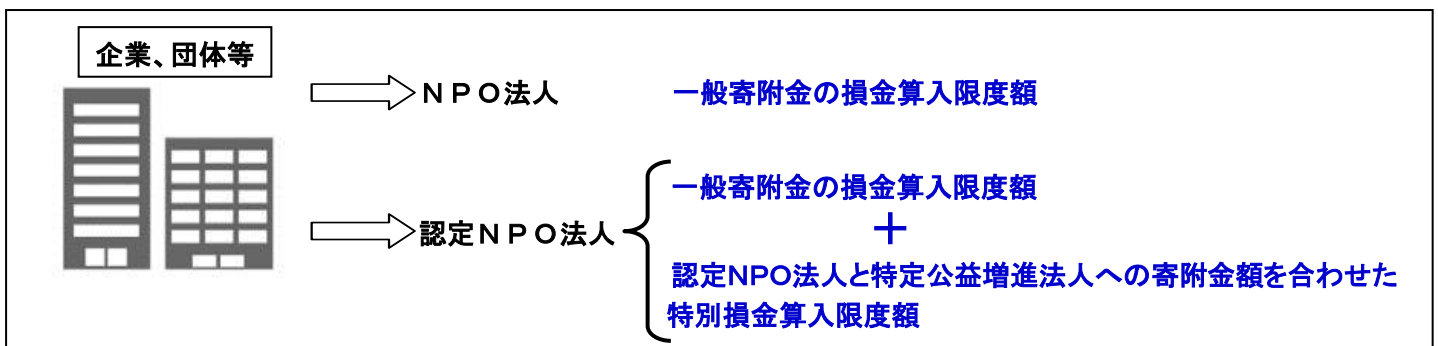 企業、団体等
NPO法人
一般寄附金の損金算入限度額
認定NPO法人
一般寄附金の損金算入限度額
+
認定NPO法人と特定公益増進法人への寄附金額を合わせた
特別損金算入限度額